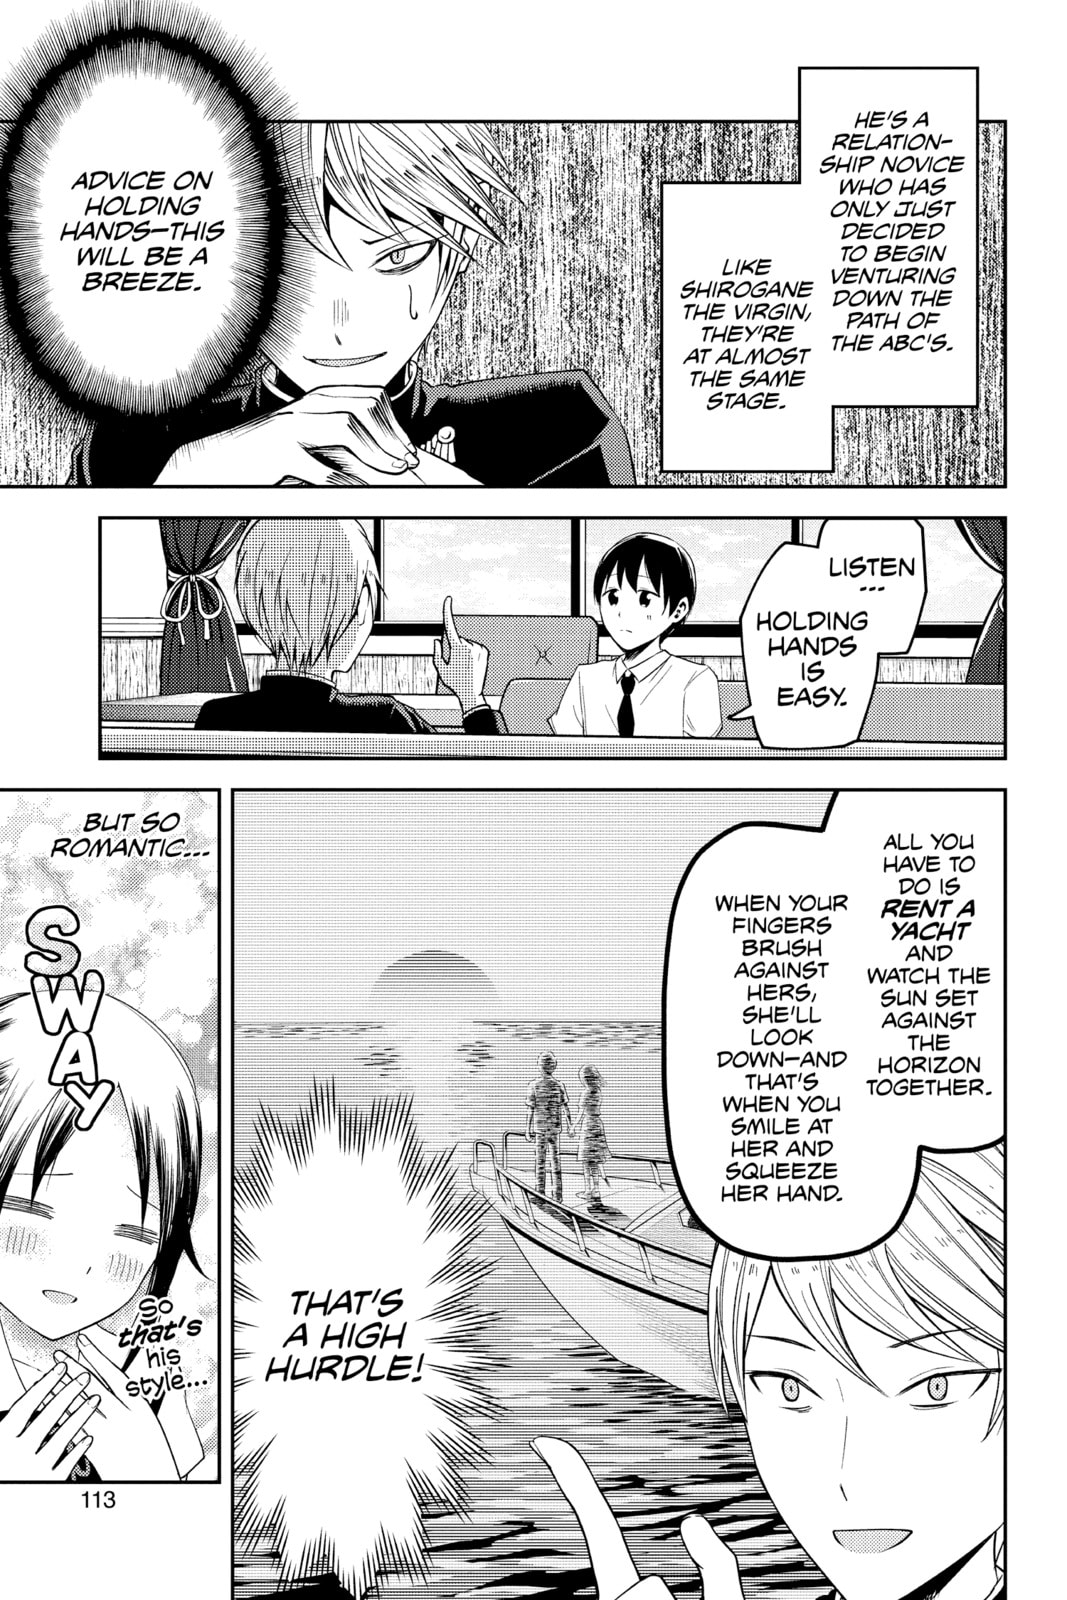 HE'S A
RELATION-
SHIP NOVICE
WHO HAS
ONLY JUST
DECIDED
TO BEGIN
VENTURING
DOWN THE
PATH OF
THE ABC'S.
LIKE
SHIROGANE
THE VIRGIN,
THEY'RE
AT ALMOST
THE SAME
STAGE.
ADVICE ON
HOLDING
HANDS—THIS
WILL BE A
BREEZE.
LISTEN
...
HOLDING
HANDS
IS
EASY.
ALL YOU
HAVE TO
DO IS
RENT A
YACHT
AND
WATCH THE
SUN SET
AGAINST
THE
HORIZON
TOGETHER.
WHEN YOUR
FINGERS
BRUSH
AGAINST
HERS,
SHE'LL
LOOK
DOWN—AND
THAT'S
WHEN YOU
SMILE AT
HER AND
SQUEEZE
HER HAND.
THAT'S
A HIGH
HURDLE!
BUT SO
ROMANTIC...
SWAY
So
that's
his
style...
113